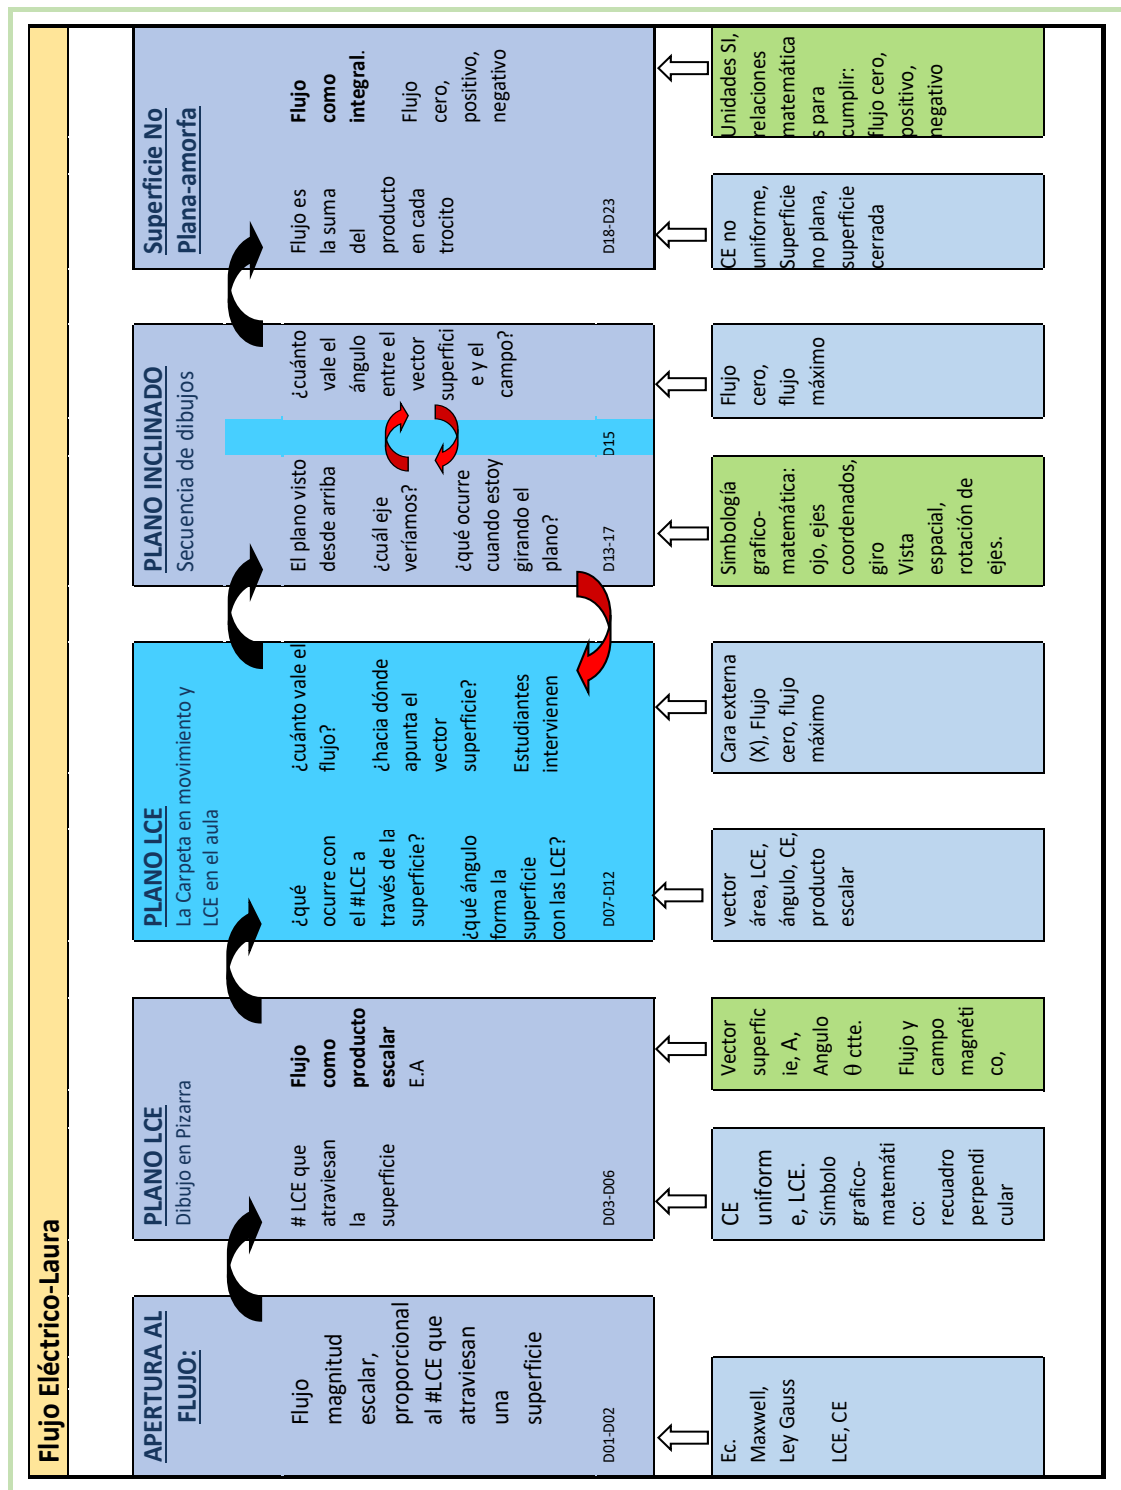 Flujo Eléctrico-Laura
APERTURA AL
FLUJO:
Flujo
magnitud
escalar,
proporcional
al #LCE que
atraviesan
una
superficie
D01-D02
Ec.
Maxwell,
Ley Gauss
LCE, CE
PLANO LCE
Dibujo en Pizarra
# LCE que
atraviesan
la
superficie
Flujo
como
producto
escalar
E.A
D03-D06
CE
uniform
e, LCE.
Símbolo
grafico-
matemáti
co:
recuadro
perpendi
cular
Vector
superfic
ie, A,
Angulo
θ ctte.
Flujo y
campo
magnéti
co,
PLANO LCE
La Carpeta en movimiento y
LCE en el aula
¿qué
ocurre con
el #LCE a
través de la
superficie?
¿qué ángulo
forma la
superficie
con las LCE?
¿cuánto vale el
flujo?
¿hacia dónde
apunta el
vector
superficie?
Estudiantes
intervienen
D07-D12
vector
área, LCE,
ángulo, CE,
producto
escalar
Cara externa
(X), Flujo
cero, flujo
máximo
PLANO INCLINADO
Secuencia de dibujos
El plano visto
desde arriba
¿cuál eje
veríamos?
¿qué ocurre
cuando estoy
girando el
plano?
D13-17
D15
¿cuánto
vale el
ángulo
entre el
vector
superfici
e y el
campo?
Simbología
grafico-
matemática:
ojo, ejes
coordenados,
giro
Vista
espacial,
rotación de
ejes.
Flujo
cero,
flujo
máximo
Superficie No
Plana-amorfa
Flujo es
la suma
del
producto
en cada
trocito
Flujo
como
integral.
Flujo
cero,
positivo,
negativo
D18-D23
CE no
uniforme,
Superficie
no plana,
superficie
cerrada
Unidades SI,
relaciones
matemática
s para
cumplir:
flujo cero,
positivo,
negativo